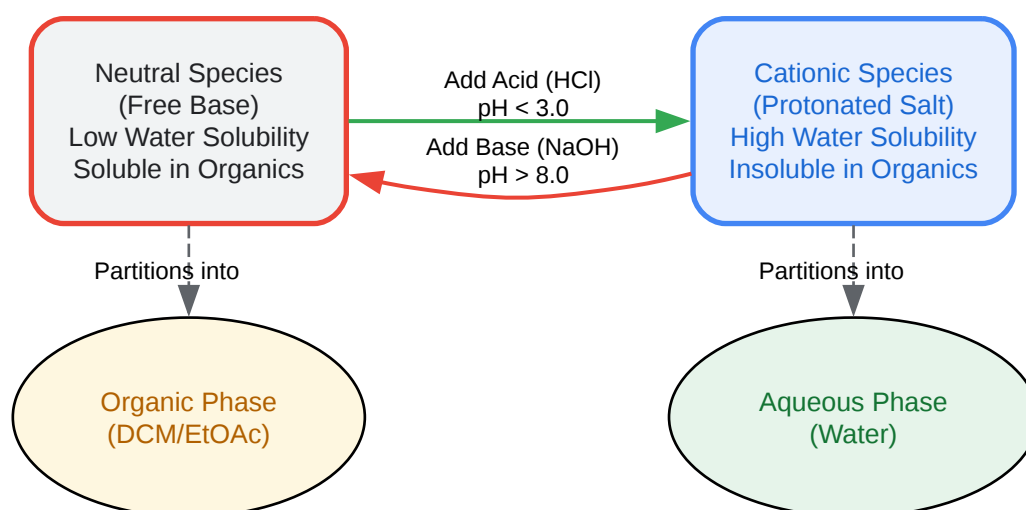 Neutral Species
(Free Base)
Low Water Solubility
Soluble in Organics
Add Acid (HCl)
pH < 3.0
Add Base (NaOH)
pH > 8.0
Cationic Species
(Protonated Salt)
High Water Solubility
Insoluble in Organics
Partitions into
Partitions into
Organic Phase
(DCM/EtOAc)
Aqueous Phase
(Water)